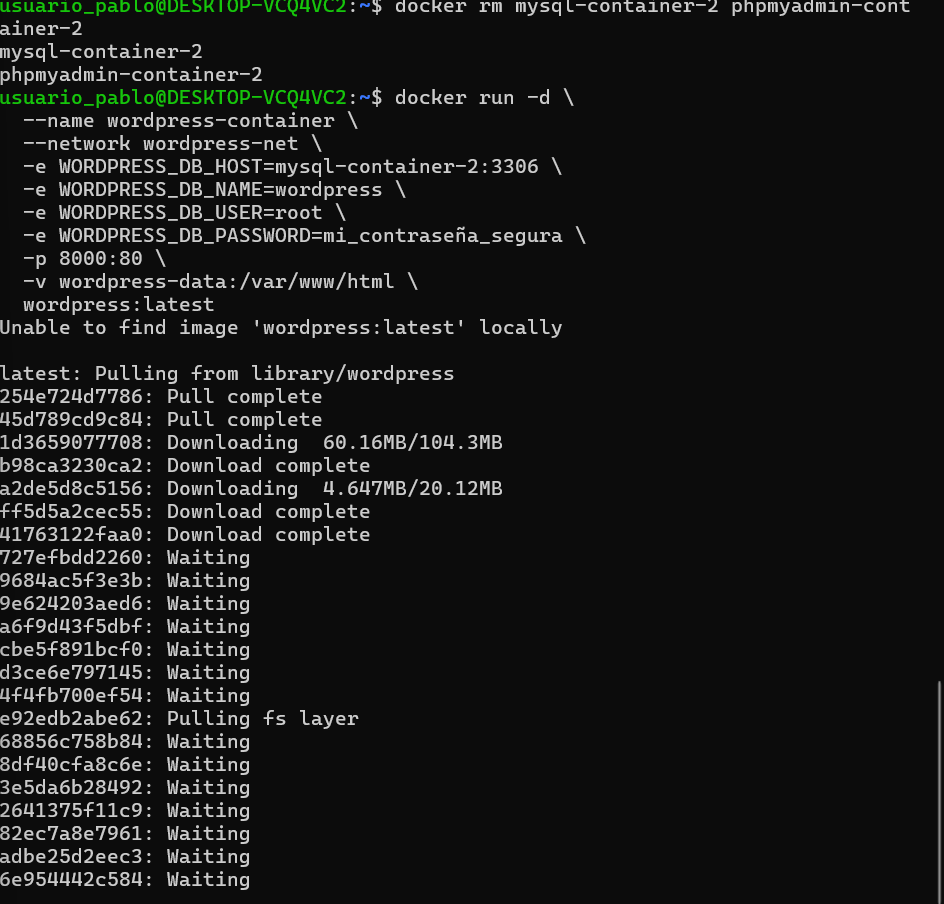 usuario_pablo@DESKTOP-VCQ4VC2:~$ docker rm mysql-container-2 phpmyadmin-cont
ainer-2
mysql-container-2
phpmyadmin-container-2
usuario_pablo@DESKTOP-VCQ4VC2:~$ docker run -d \
  --name wordpress-container \
  --network wordpress-net \
  -e WORDPRESS_DB_HOST=mysql-container-2:3306 \
  -e WORDPRESS_DB_NAME=wordpress \
  -e WORDPRESS_DB_USER=root \
  -e WORDPRESS_DB_PASSWORD=mi_contraseña_segura \
  -p 8000:80 \
  -v wordpress-data:/var/www/html \
  wordpress:latest
Unable to find image 'wordpress:latest' locally

latest: Pulling from library/wordpress
254e724d7786: Pull complete
45d789cd9c84: Pull complete
1d3659077708: Downloading  60.16MB/104.3MB
b98ca3230ca2: Download complete
a2de5d8c5156: Downloading  4.647MB/20.12MB
ff5d5a2cec55: Download complete
41763122faa0: Download complete
727efbdd2260: Waiting
9684ac5f3e3b: Waiting
9e624203aed6: Waiting
a6f9d43f5dbf: Waiting
cbe5f891bcf0: Waiting
d3ce6e797145: Waiting
4f4fb700ef54: Waiting
e92edb2abe62: Pulling fs layer
68856c758b84: Waiting
8df40cfa8c6e: Waiting
3e5da6b28492: Waiting
2641375f11c9: Waiting
82ec7a8e7961: Waiting
adbe25d2eec3: Waiting
6e954442c584: Waiting